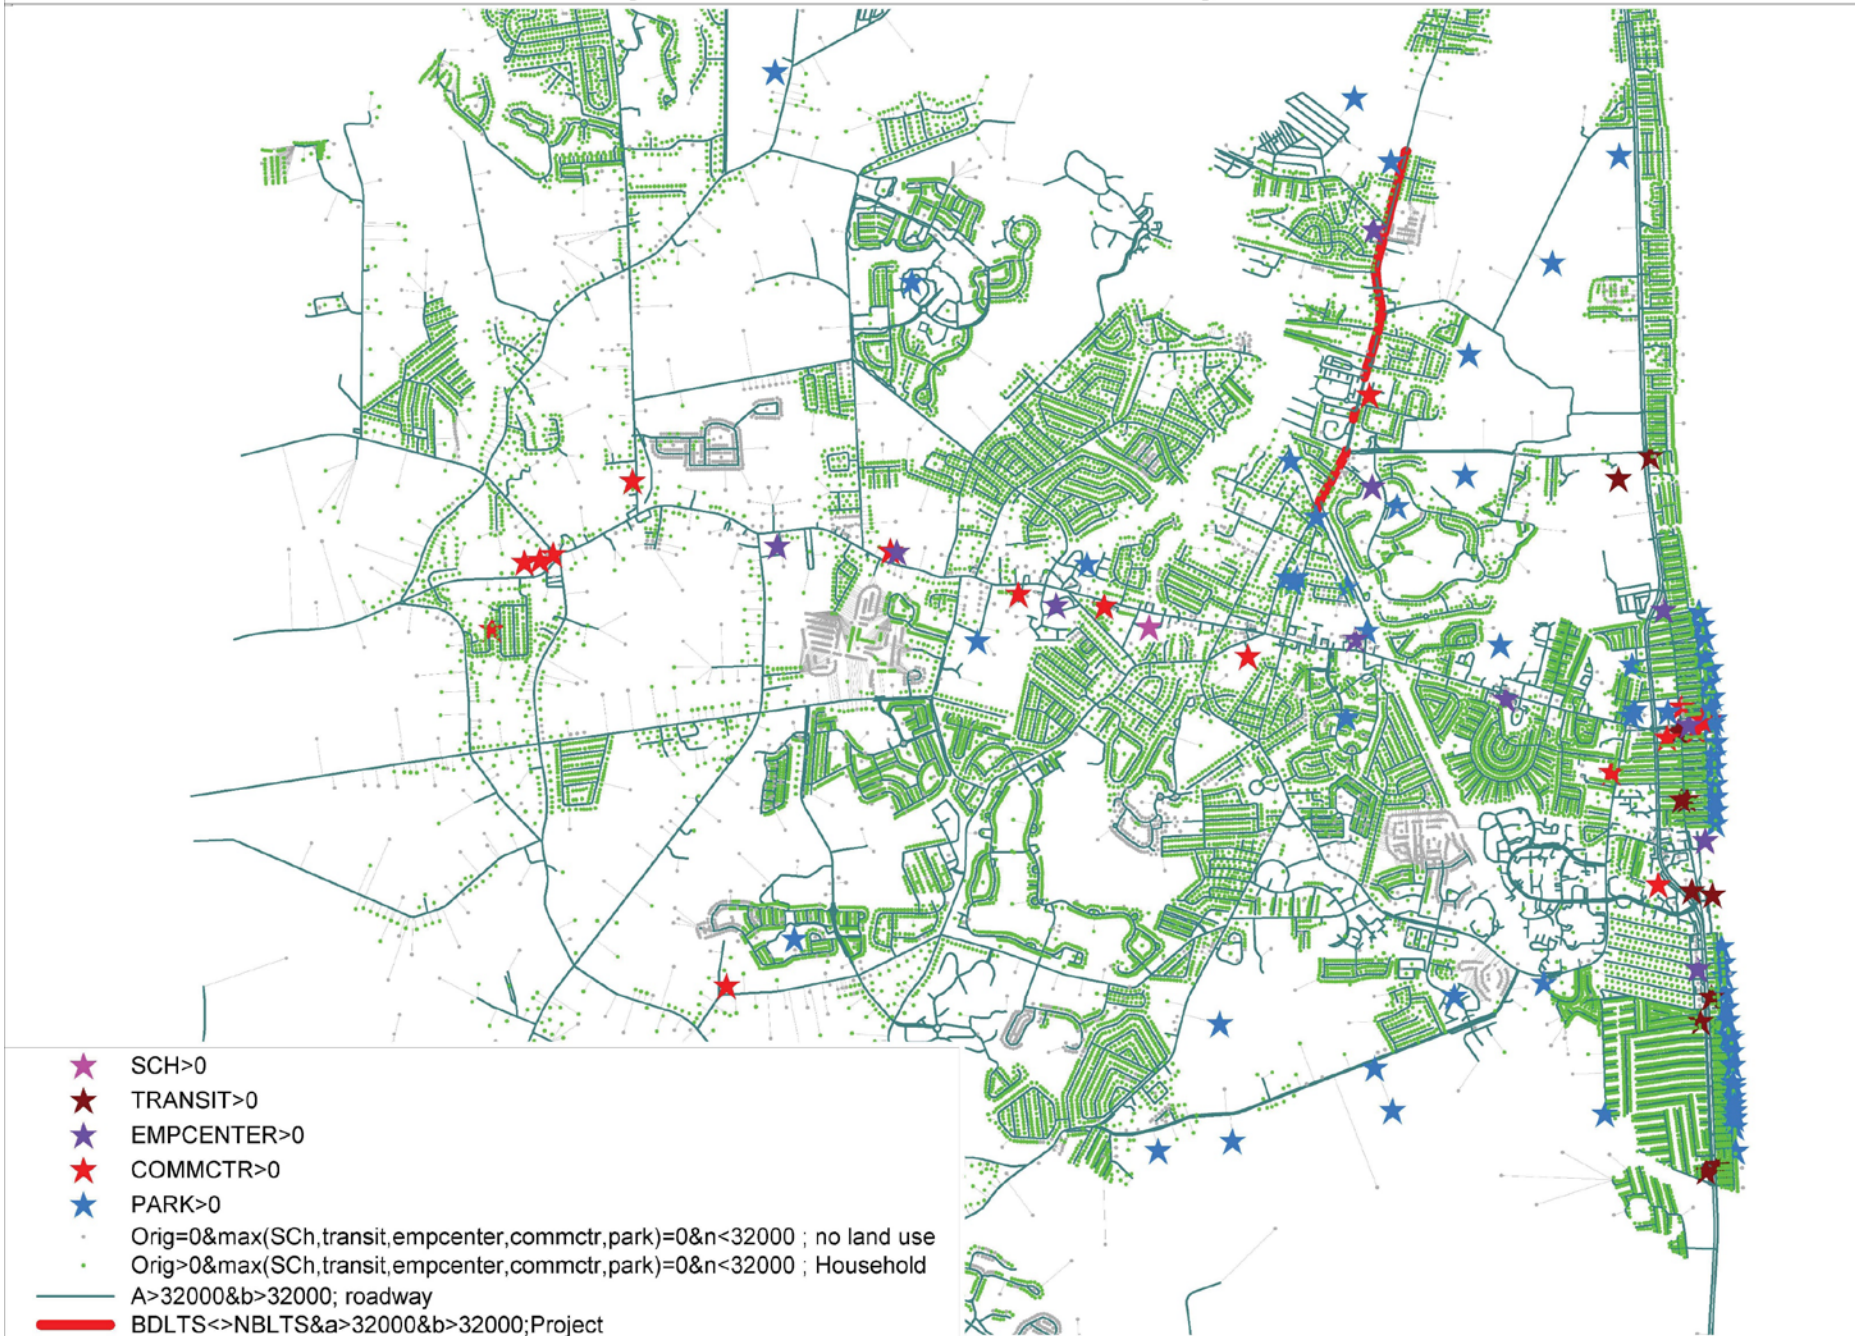 SCH>0
TRANSIT>0
EMPCENTER>0
COMMCTR>0
PARK>0
Orig=0&max(SCh,transit,empcenter,commctr,park)=0&n<32000 ; no land use
Orig>0&max(SCh,transit,empcenter,commctr,park)=0&n<32000 ; Household
A>32000&b>32000; roadway
BDLTS<>NBLTS&a>32000&b>32000;Project